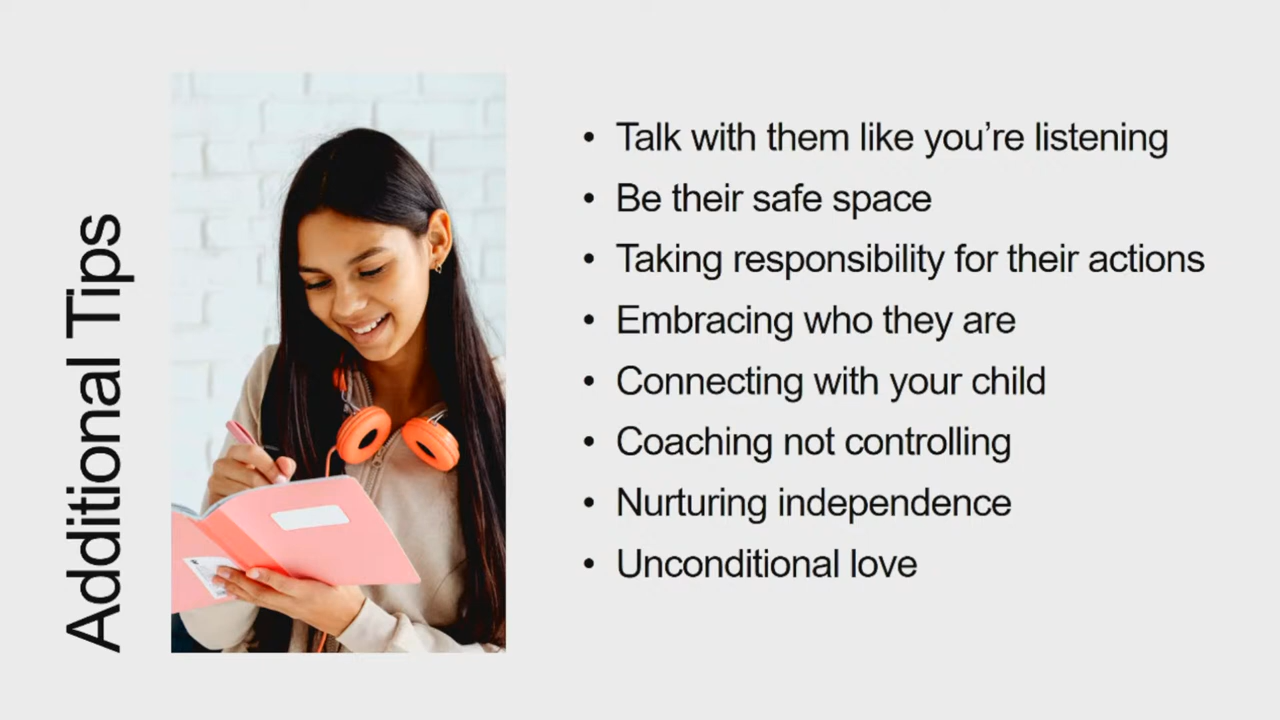 Additional Tips
• Talk with them like you’re listening
• Be their safe space
• Taking responsibility for their actions
• Embracing who they are
• Connecting with your child
• Coaching not controlling
• Nurturing independence
• Unconditional love